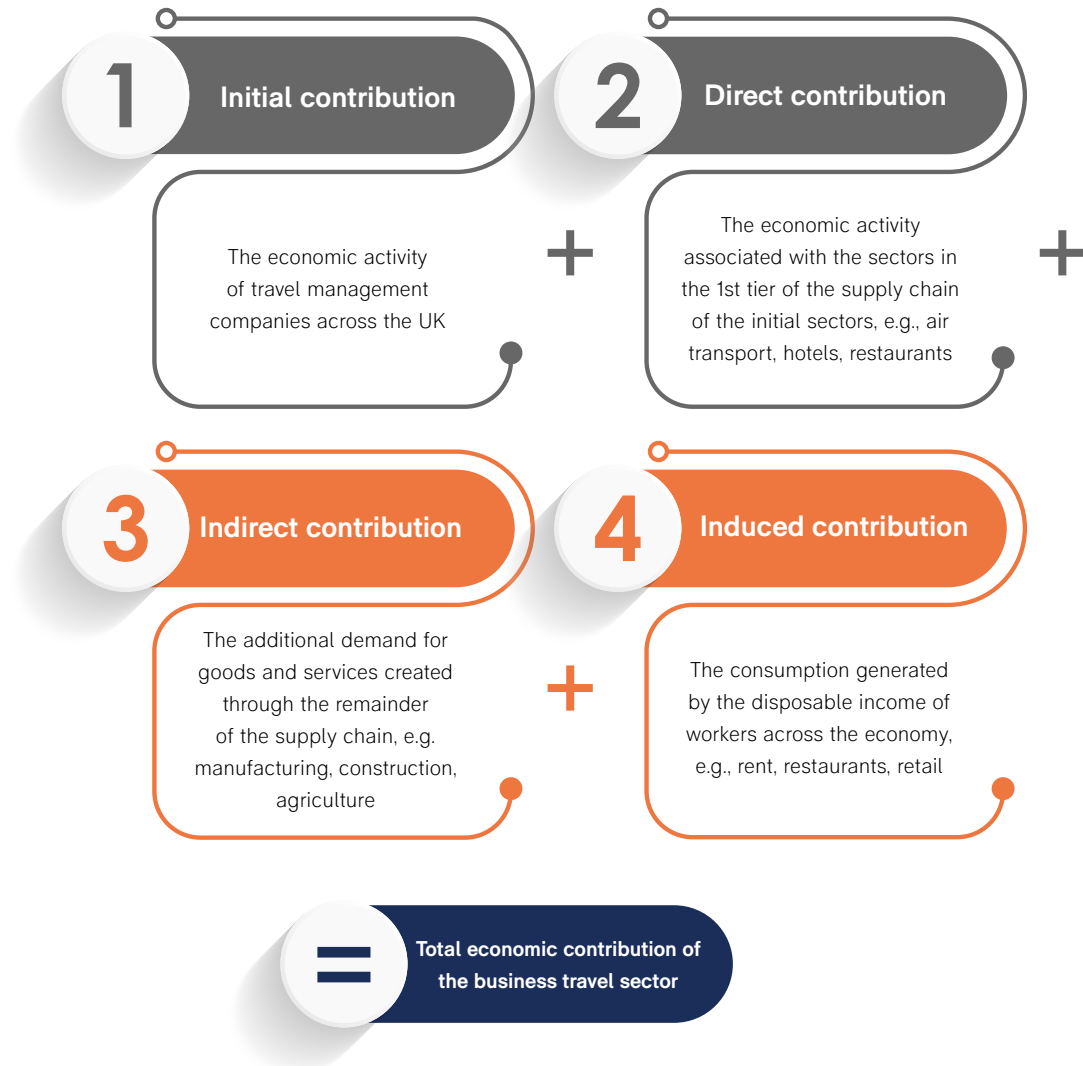 1
Initial contribution
The economic activity
of travel management
companies across the UK
+
2
Direct contribution
The economic activity
associated with the sectors in
the 1st tier of the supply chain
of the initial sectors, e.g., air
transport, hotels, restaurants
+
3
Indirect contribution
The additional demand for
goods and services created
through the remainder
of the supply chain, e.g.
manufacturing, construction,
agriculture
+
4
Induced contribution
The consumption generated
by the disposable income of
workers across the economy,
e.g., rent, restaurants, retail
=
Total economic contribution of
the business travel sector